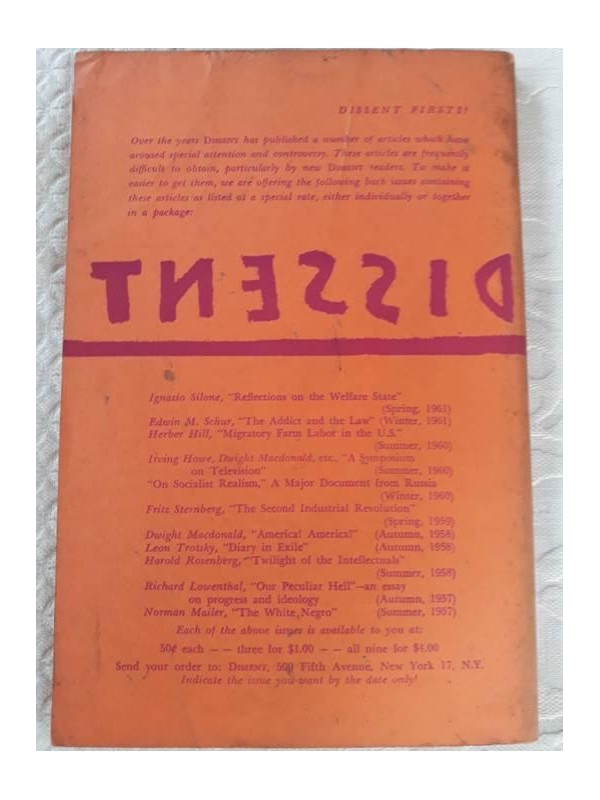 DISSENT FIRSTS!
Over the years DISSENT has published a number of articles which have
aroused special attention and controversy. These articles are frequently
difficult to obtain, particularly by new DISSENT readers. To make it
easier to get them, we are offering the following back issues containing
these articles as listed at a special rate, either individually or together
in a package:
DISSENT
Ignazio Silone, "Reflections on the Welfare State"
(Spring, 1961)
Edwin M. Schur, "The Addict and the Law" (Winter, 1961)
Herber Hill, "Migratory Farm Labor in the U.S."
(Summer, 1960)
Irving Howe, Dwight Macdonald, etc., "A Symposium
on Television" (Summer, 1960)
"On Socialist Realism," A Major Document from Russia
(Winter, 1960)
Fritz Sternberg, "The Second Industrial Revolution"
(Spring, 1959)
Dwight Macdonald, "America! America!" (Autumn, 1958)
Leon Trotsky, "Diary in Exile" (Autumn, 1958)
Harold Rosenberg, "Twilight of the Intellectuals"
(Summer, 1958)
Richard Lowenthal, "Our Peculiar Hell"—an essay
on progress and ideology (Autumn, 1957)
Norman Mailer, "The White Negro" (Summer, 1957)
Each of the above issues is available to you at:
50¢ each – – three for $1.00 – – all nine for $4.00
Send your order to: DISSENT, 509 Fifth Avenue, New York 17, N.Y.
Indicate the issue you want by the date only!